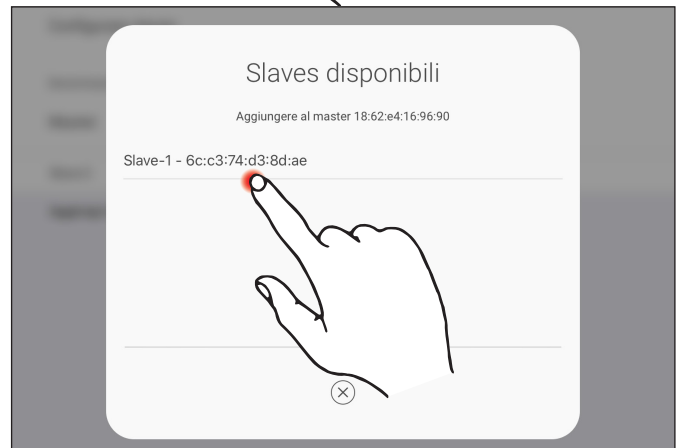 Slaves disponibili
Aggiungere al master 18:62:e4:16:96:90
Slave-1 - 6c:c3:74:d3:8d:ae